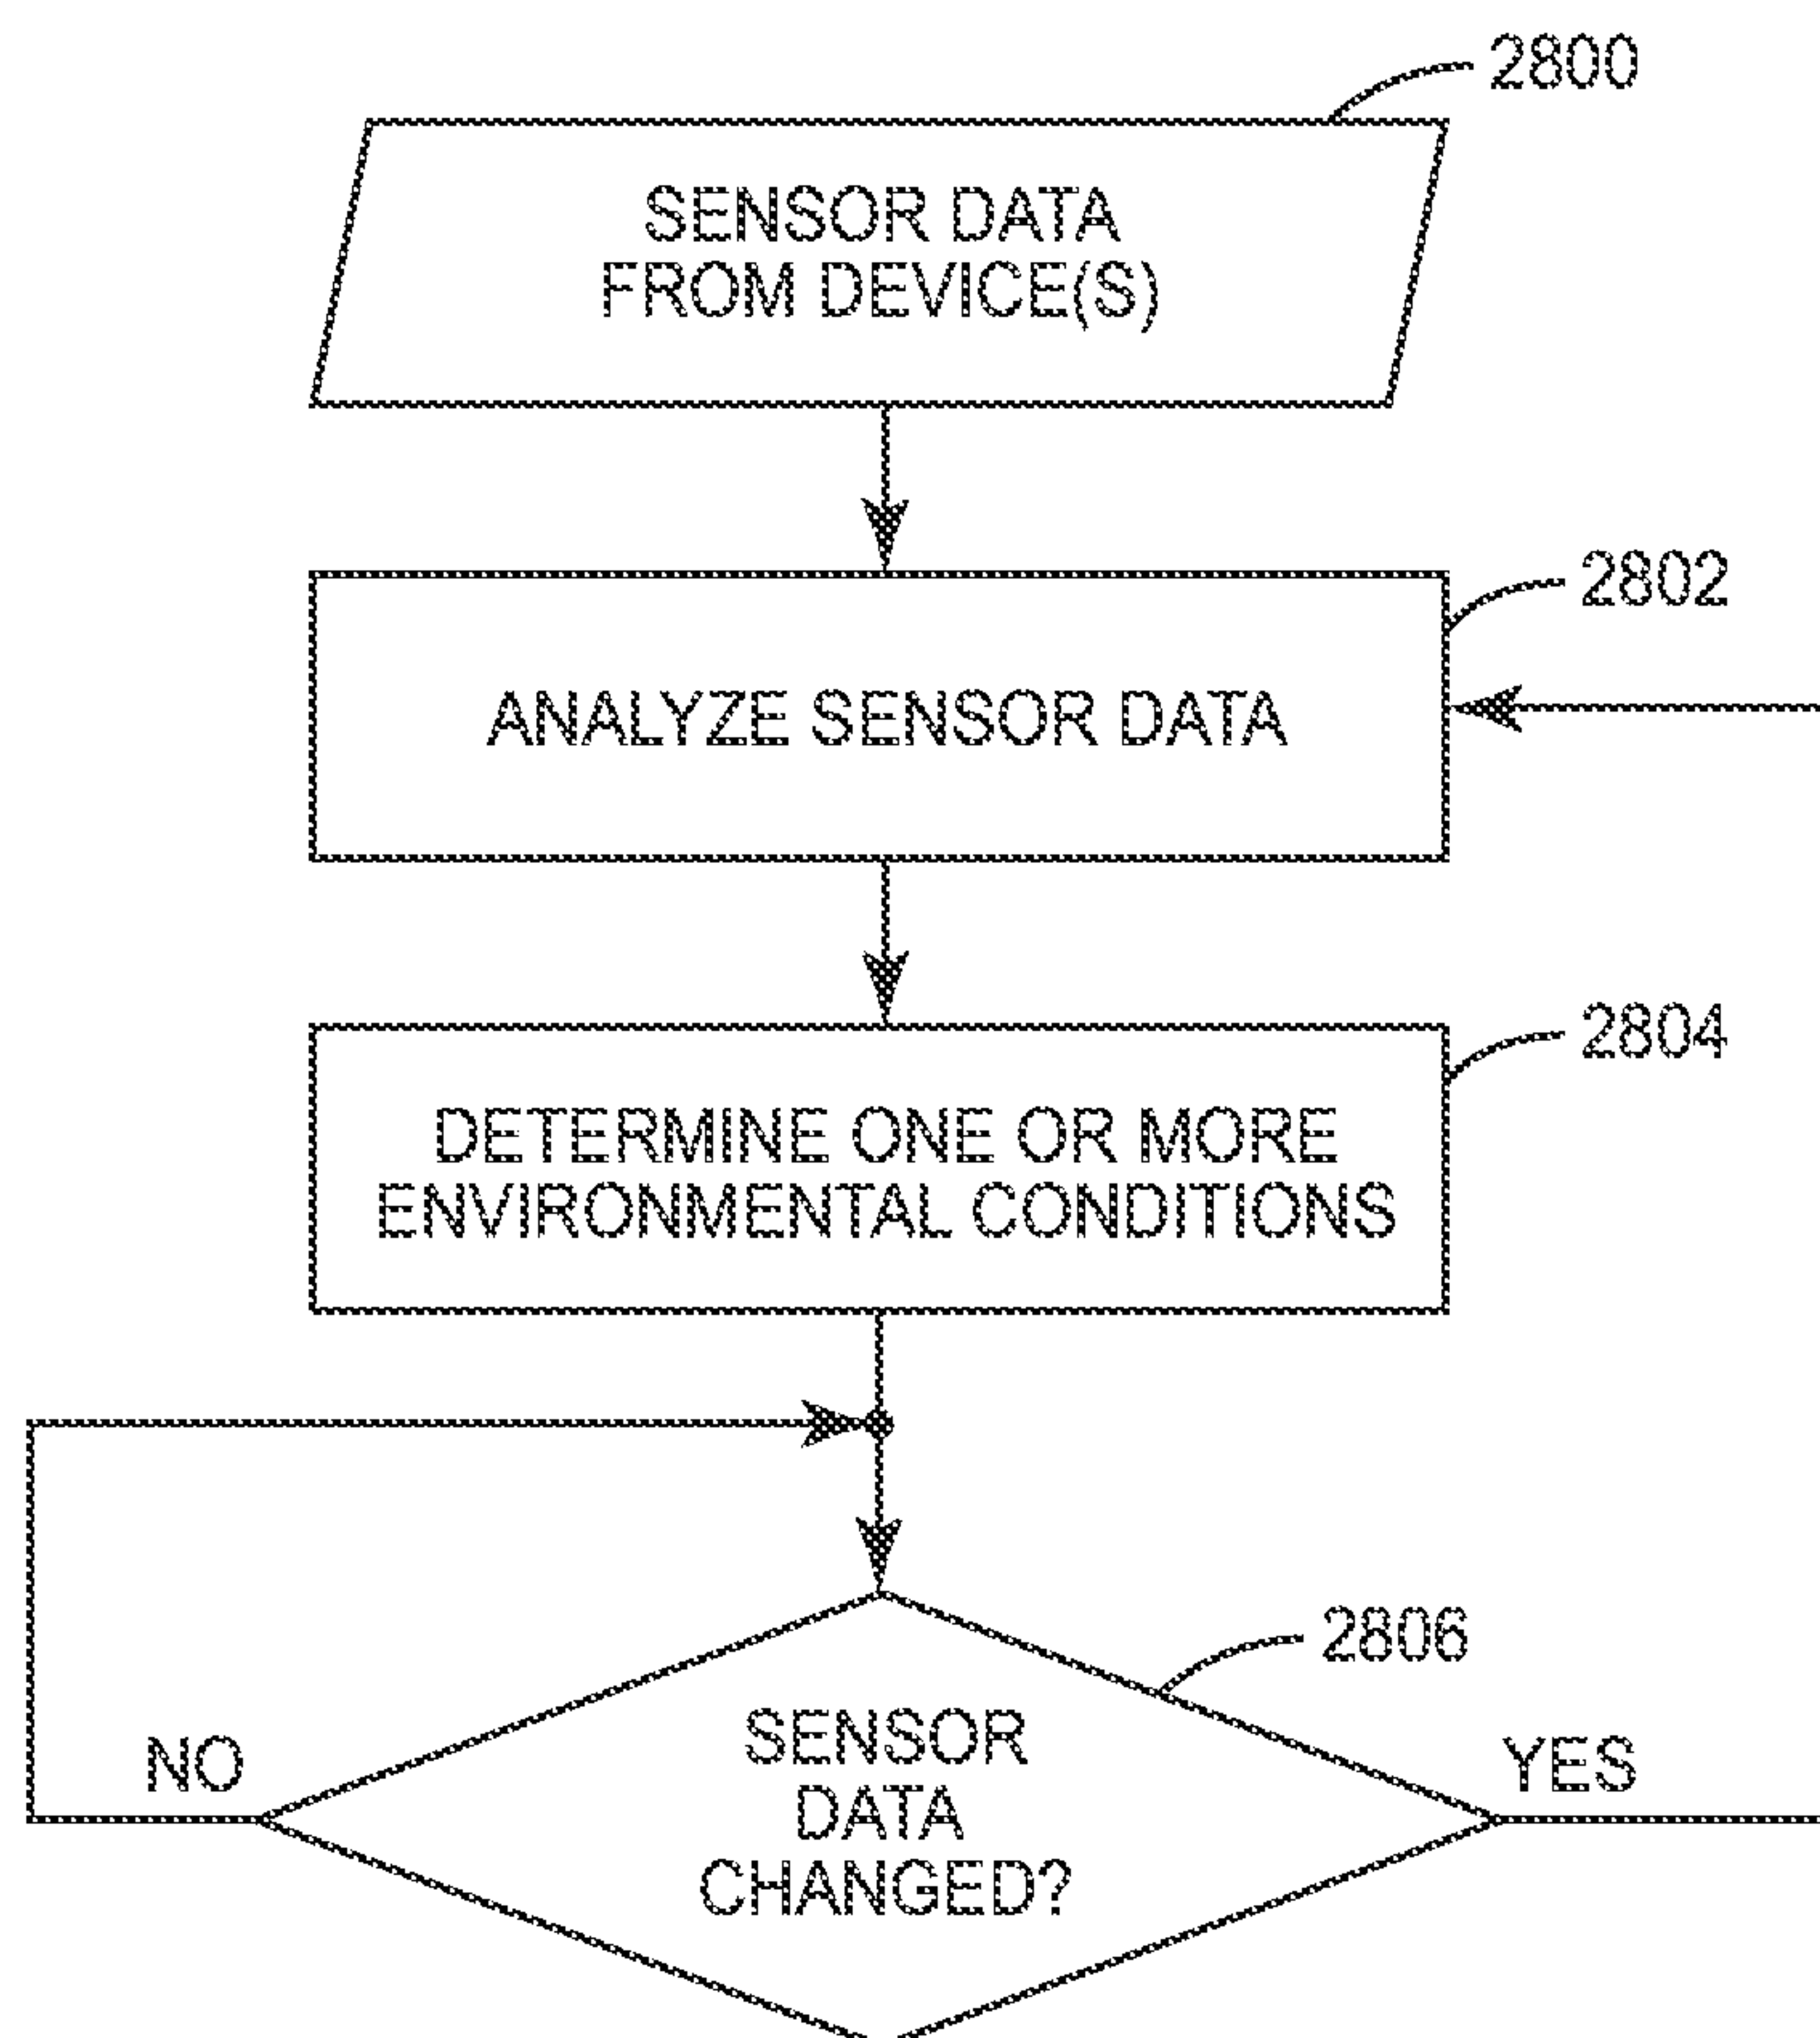 2800
SENSOR DATA
FROM DEVICE(S)
2802
ANALYZE SENSOR DATA
2804
DETERMINE ONE OR MORE
ENVIRONMENTAL CONDITIONS
2806
SENSOR
DATA
CHANGED?
NO
YES